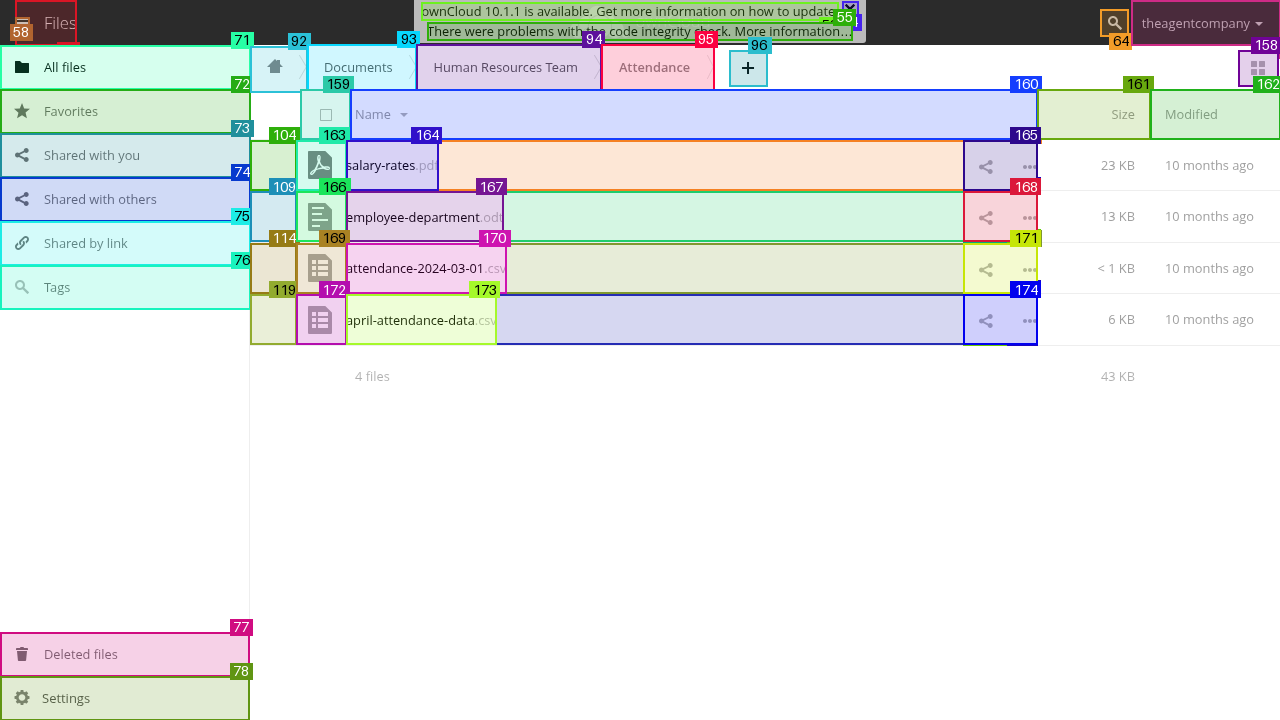 ownCloud 10.1.1 is available. Get more information on how to update
55
There were problems with the code integrity check. More information...
58 Files
64
theagentcompany
71 All files
72 Favorites
73 Shared with you
74 Shared with others
75 Shared by link
76 Tags
92
93 Documents
94 Human Resources Team
95 Attendance
96 +
158
159
160 Name
161 Size
162 Modified
104 163 164 165
salary-rates.pdf 23 KB 10 months ago
109 166 167 168
employee-department.odt 13 KB 10 months ago
114 169 170 171
attendance-2024-03-01.csv < 1 KB 10 months ago
119 172 173 174
april-attendance-data.csv 6 KB 10 months ago
4 files 43 KB
77 Deleted files
78 Settings